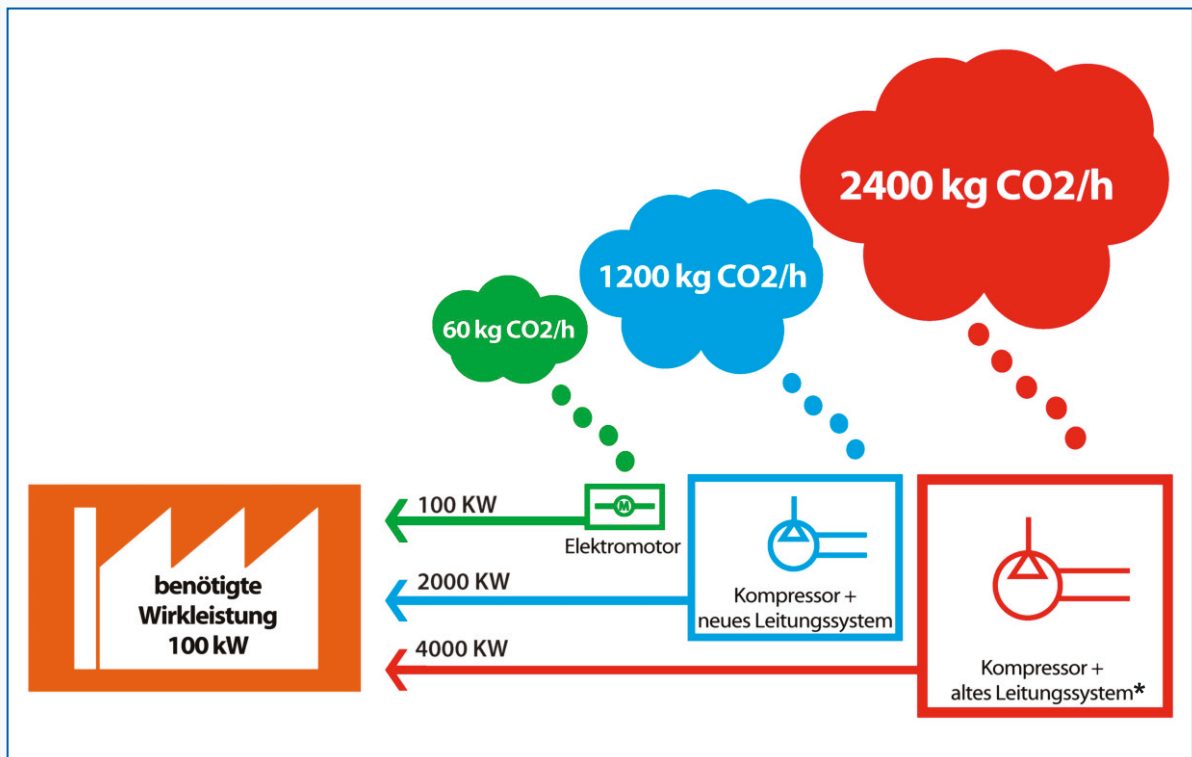 2400 kg CO2/h
1200 kg CO2/h
60 kg CO2/h
100 KW
M
Elektromotor
benötigte
Wirkleistung
100 kW
2000 KW
Kompressor +
neues Leitungssystem
4000 KW
Kompressor +
altes Leitungssystem*